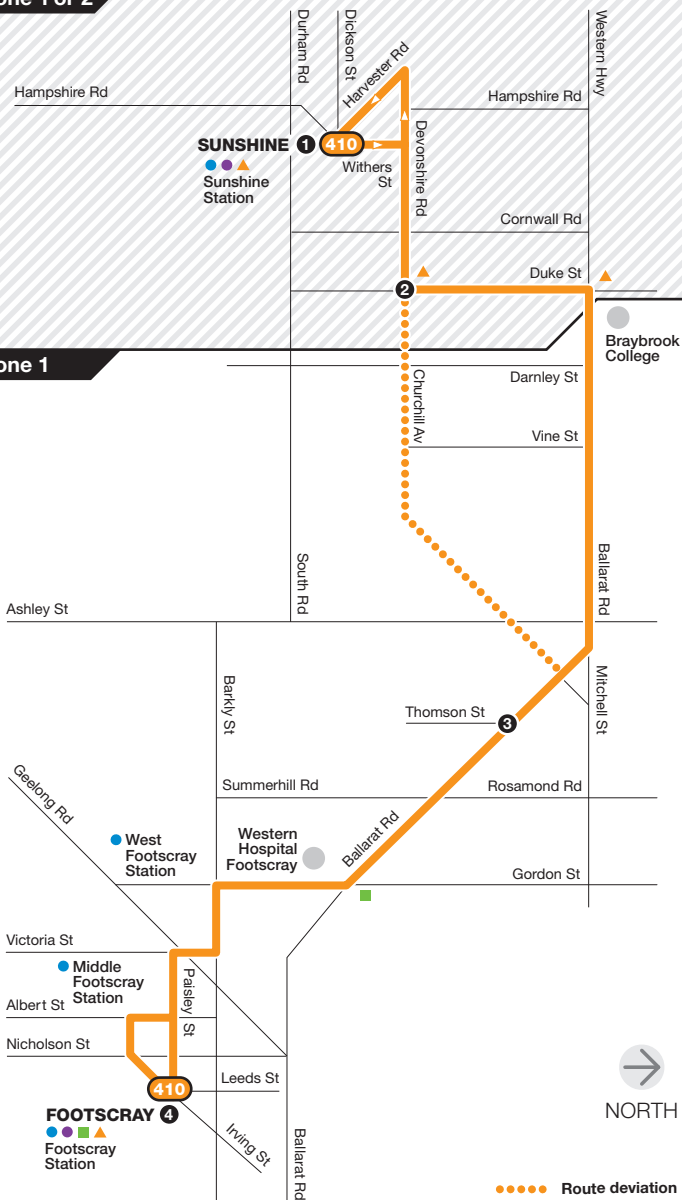 one 1 or 2
Durham Rd
Dickson St
Western Hwy
Harvester Rd
Hampshire Rd
Hampshire Rd
Devonshire Rd
SUNSHINE 1 410
Withers
St
Sunshine
Station
Cornwall Rd
Duke St
2
Braybrook
College
one 1
Darnley St
Churchill Av
Vine St
South Rd
Ballarat Rd
Ashley St
Barkly St
Mitchell St
Thomson St 3
Geelong Rd
Summerhill Rd
Rosamond Rd
Ballarat Rd
West
Footscray
Station
Western
Hospital
Footscray
Gordon St
Victoria St
Middle
Footscray
Station
Paisley St
Albert St
Nicholson St
410
Leeds St
FOOTSCRAY 4
Footscray
Station
Irving St
Ballarat Rd
NORTH
Route deviation